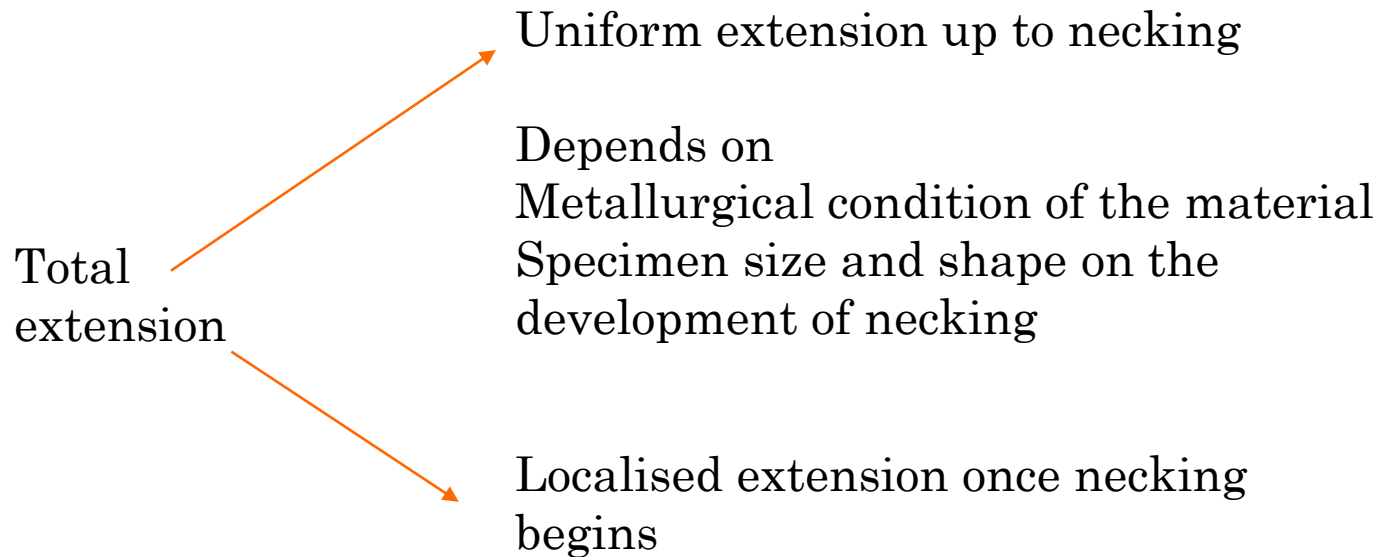 Uniform extension up to necking
Depends on
Metallurgical condition of the material
Specimen size and shape on the
development of necking
Total
extension
Localised extension once necking
begins